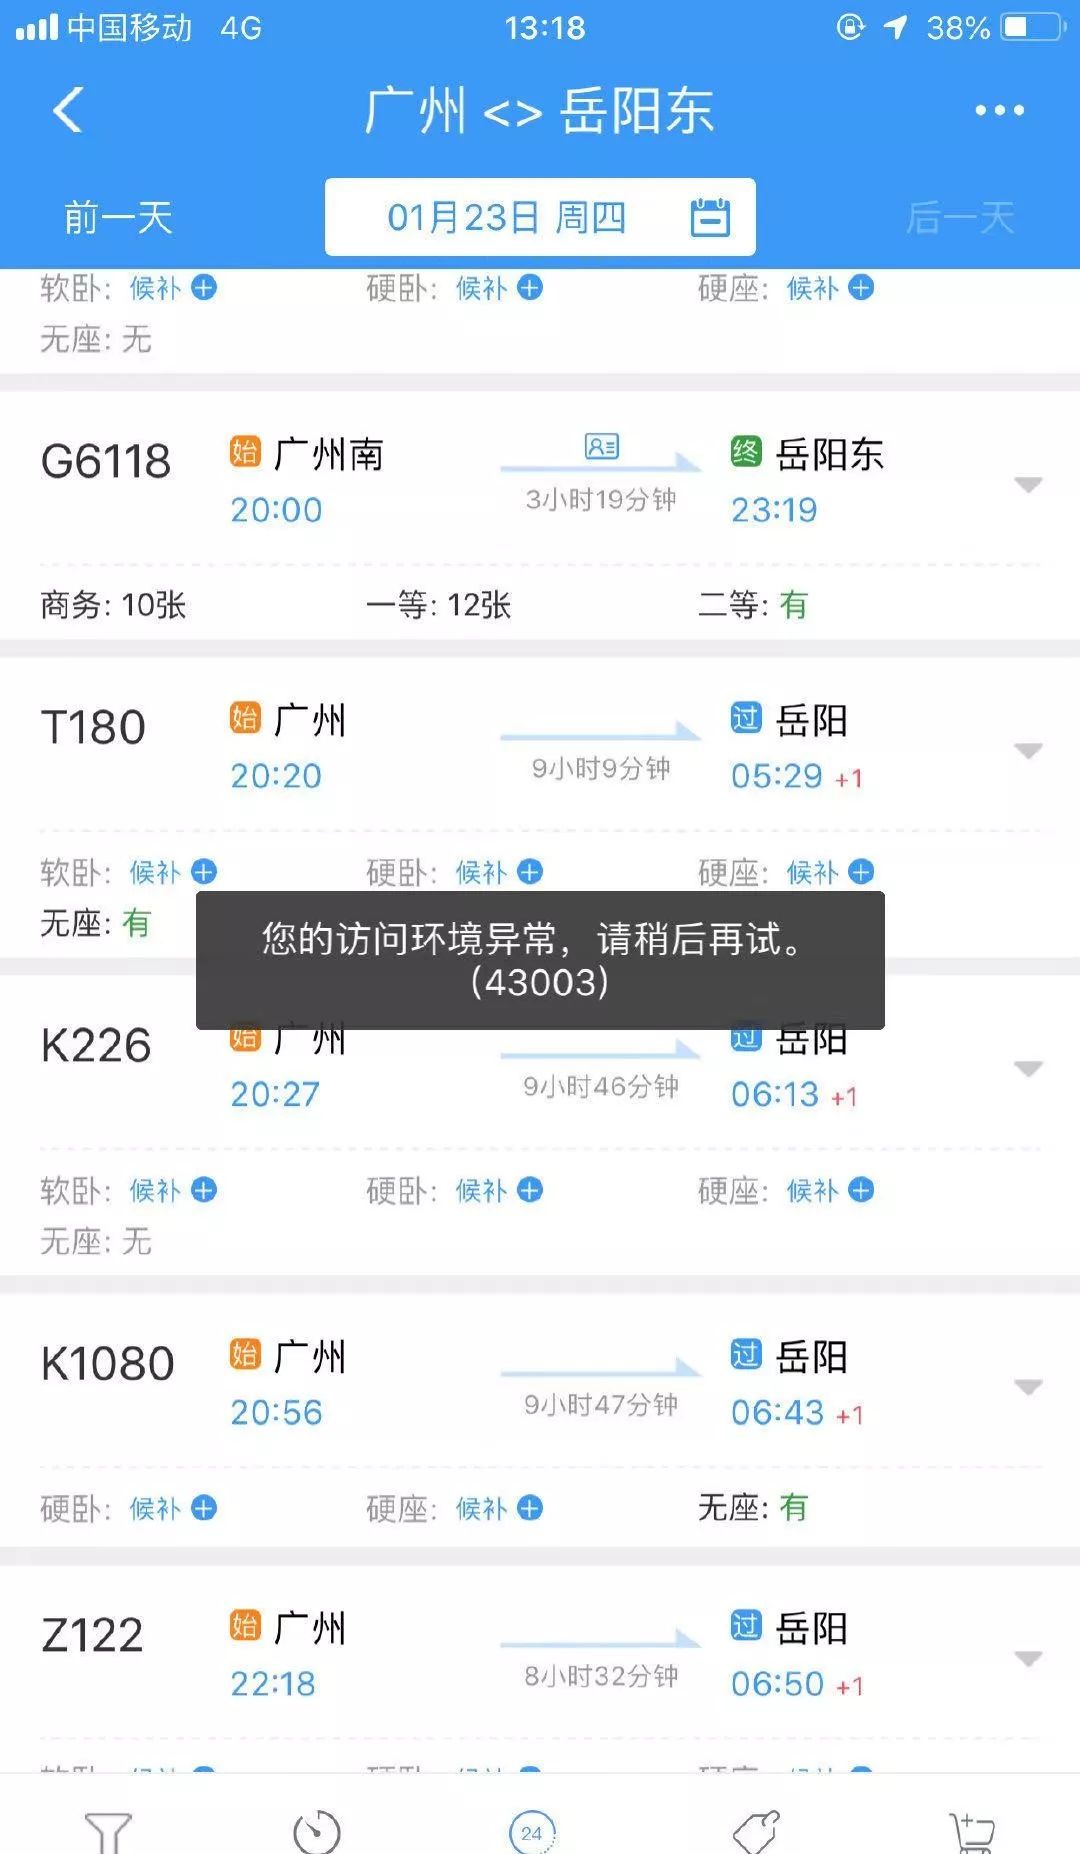 中国移动 4G 13:18 38%
广州 <> 岳阳东
前一天 01月23日 周四 后一天
软卧: 候补 硬卧: 候补 硬座: 候补
无座: 无
G6118 始 广州南 终 岳阳东
20:00 3小时19分钟 23:19
商务: 10张 一等: 12张 二等: 有
T180 始 广州 过 岳阳
20:20 9小时9分钟 05:29 +1
软卧: 候补 硬卧: 候补 硬座: 候补
无座: 有
您的访问环境异常，请稍后再试。
(43003)
K226 始 广州 过 岳阳
20:27 9小时46分钟 06:13 +1
软卧: 候补 硬卧: 候补 硬座: 候补
无座: 无
K1080 始 广州 过 岳阳
20:56 9小时47分钟 06:43 +1
硬卧: 候补 硬座: 候补 无座: 有
Z122 始 广州 过 岳阳
22:18 8小时32分钟 06:50 +1
24